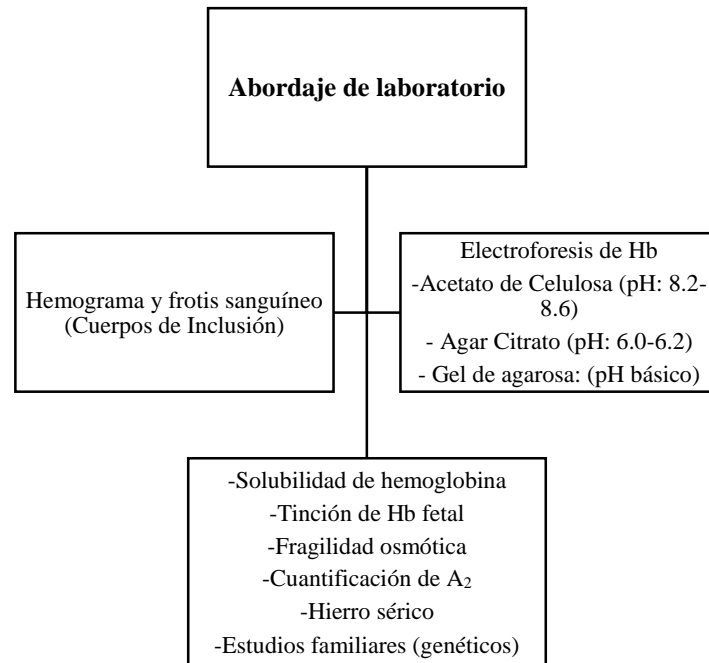 Abordaje de laboratorio
Hemograma y frotis sanguíneo
(Cuerpos de Inclusión)
Electroforesis de Hb
-Acetato de Celulosa (pH: 8.2-
8.6)
- Agar Citrato (pH: 6.0-6.2)
- Gel de agarosa: (pH básico)
-Solubilidad de hemoglobina
-Tinción de Hb fetal
-Fragilidad osmótica
-Cuantificación de A₂
-Hierro sérico
-Estudios familiares (genéticos)